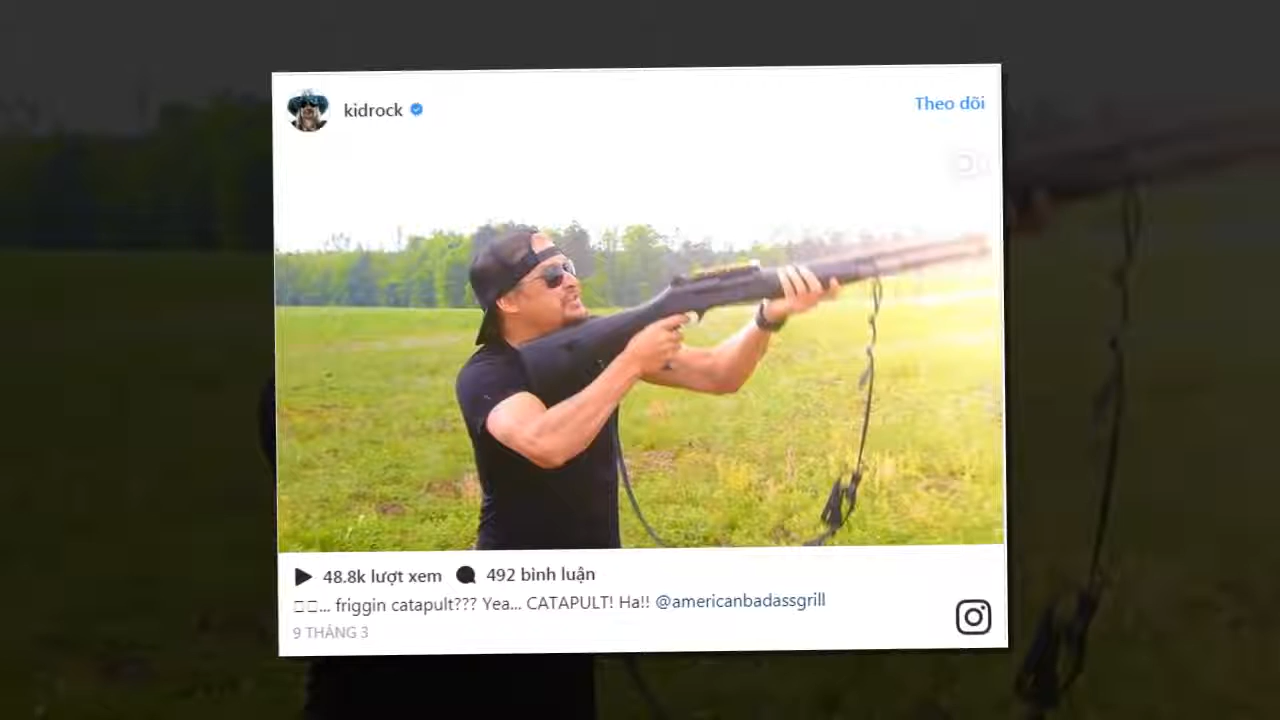 kidrock
Theo dõi
48.8k lượt xem 492 bình luận
... friggin catapult??? Yea... CATAPULT! Ha!! @americanbadassgrill
9 THÁNG 3